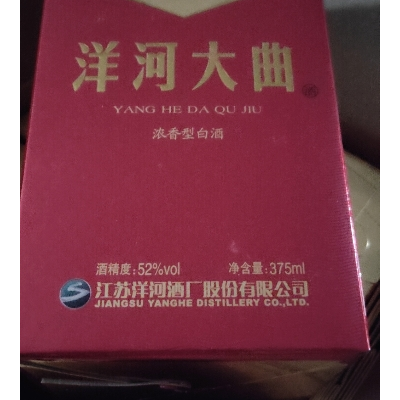 洋河大曲
YANG HE DA QU JIU
浓香型白酒
酒精度:52%vol 净含量:375ml
江苏洋河酒厂股份有限公司
JIANGSU YANGHE DISTILLERY CO.,LTD.